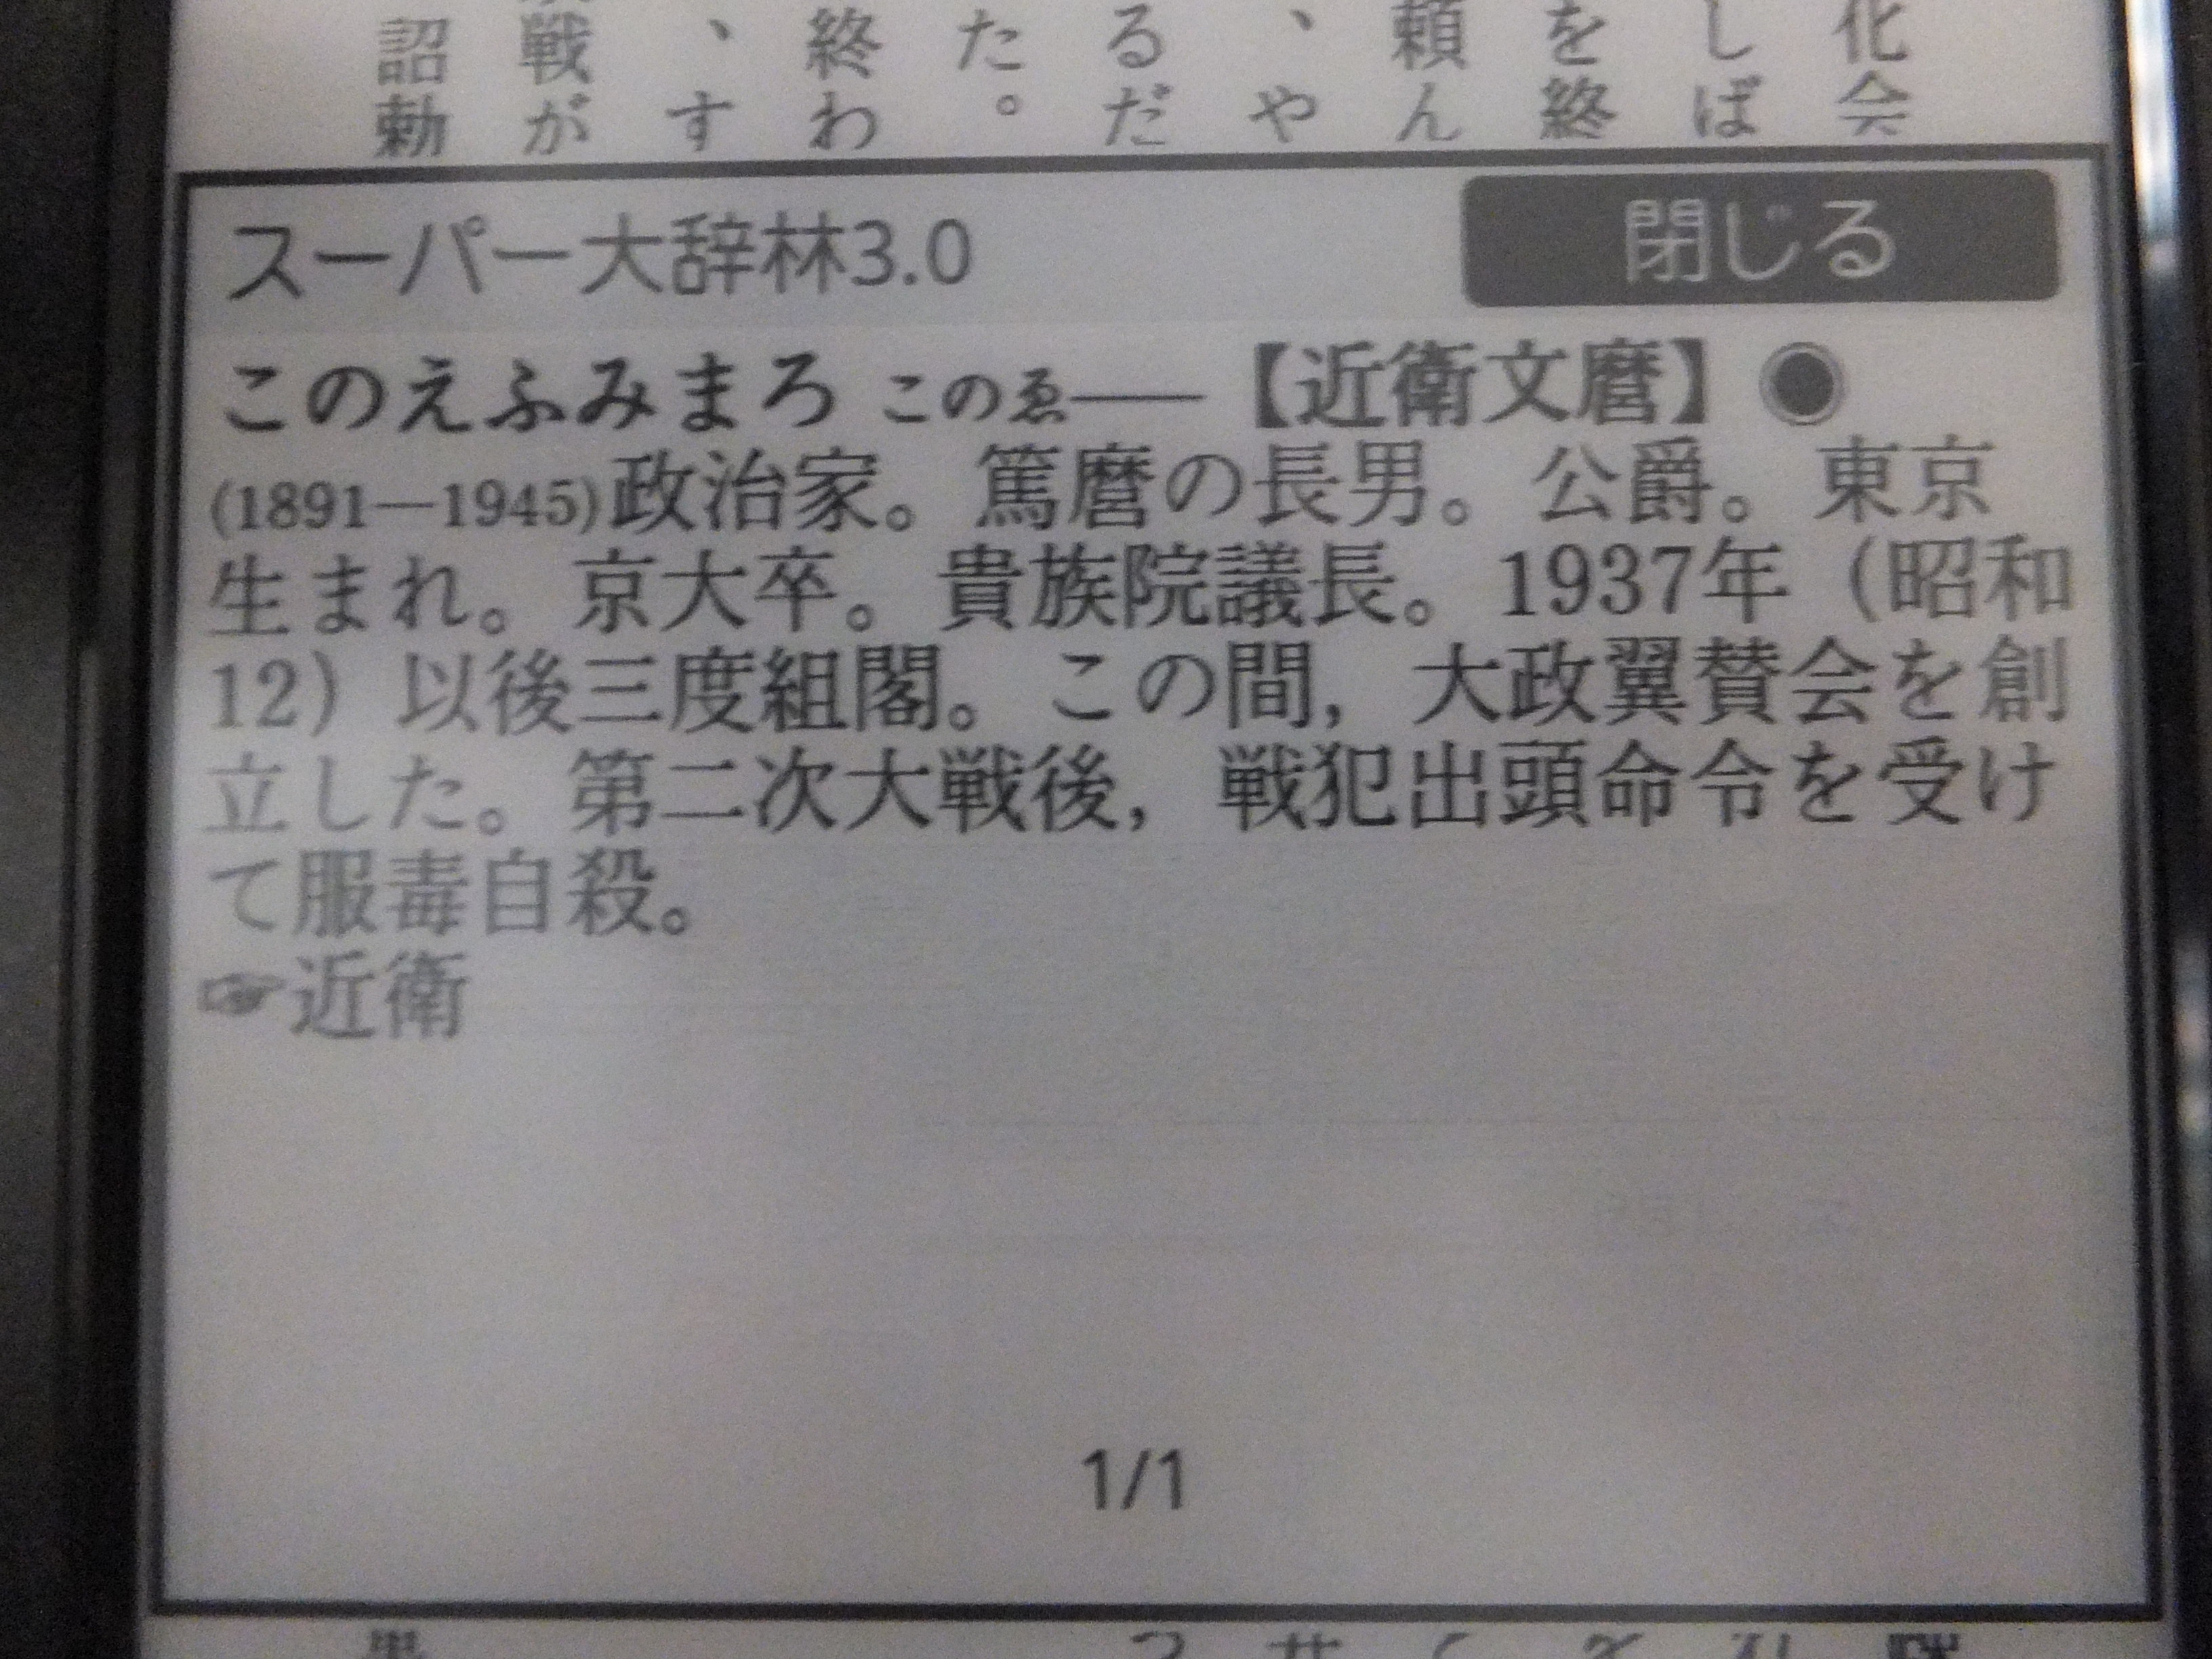 化会
しば
を終
頼ん
、や
るだ
た。
終わ
、す
戦が
詔勅
スーパー大辞林3.0
閉じる
このえふみまろ このゑ――【近衛文麿】◉
(1891―1945)政治家。篤麿の長男。公爵。東京
生まれ。京大卒。貴族院議長。1937年（昭和
12）以後三度組閣。この間，大政翼賛会を創
立した。第二次大戦後，戦犯出頭命令を受け
て服毒自殺。
☞近衛
1/1